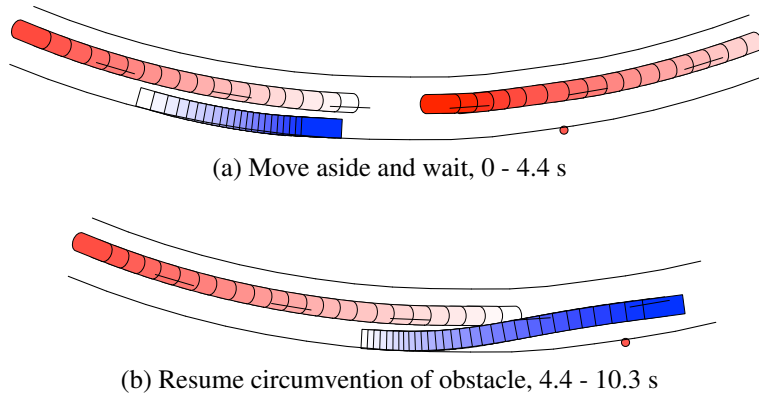 (a) Move aside and wait, 0 - 4.4 s
(b) Resume circumvention of obstacle, 4.4 - 10.3 s